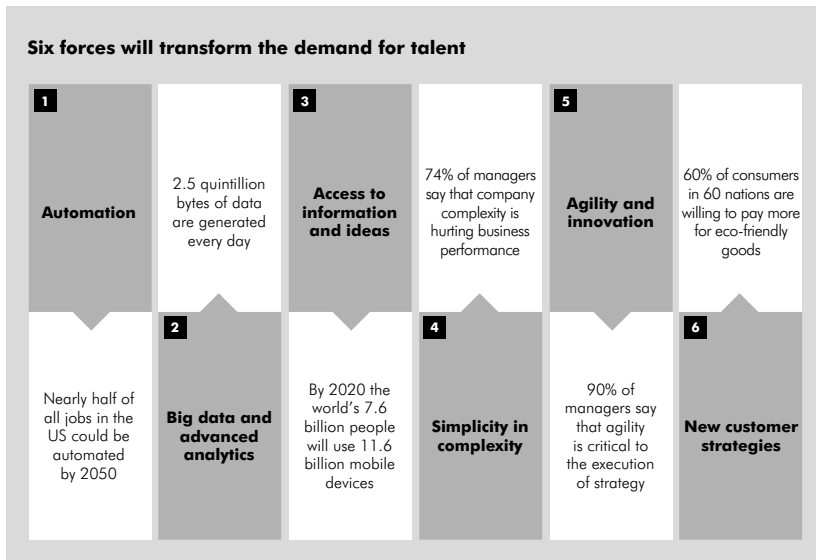 Six forces will transform the demand for talent
1
Automation
Nearly half of
all jobs in the
US could be
automated
by 2050
2.5 quintillion
bytes of data
are generated
every day
2
Big data and
advanced
analytics
3
Access to
information
and ideas
By 2020 the
world’s 7.6
billion people
will use 11.6
billion mobile
devices
74% of managers
say that company
complexity is
hurting business
performance
4
Simplicity in
complexity
5
Agility and
innovation
90% of
managers say
that agility
is critical to
the execution
of strategy
60% of consumers
in 60 nations are
willing to pay more
for eco-friendly
goods
6
New customer
strategies